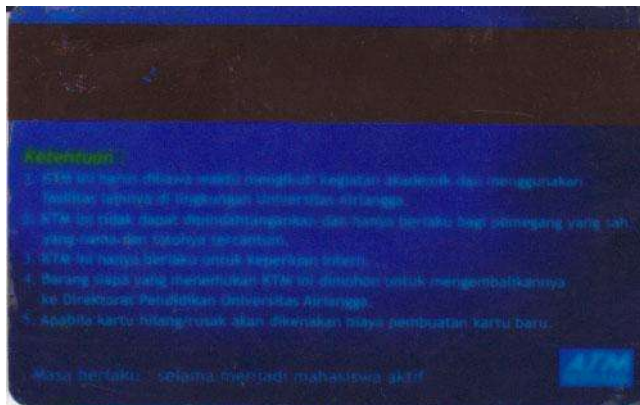 Ketentuan :
1. KTM ini harus dibawa waktu mengikuti kegiatan akademik dan menggunakan
fasilitas lainnya di lingkungan Universitas Airlangga.
2. KTM ini tidak dapat dipindahtangankan dan hanya berlaku bagi pemegang yang sah
yang nama dan fotonya tercantum.
3. KTM ini hanya berlaku untuk keperluan intern.
4. Barang siapa yang menemukan KTM ini dimohon untuk mengembalikannya
ke Direktorat Pendidikan Universitas Airlangga.
5. Apabila kartu hilang/rusak akan dikenakan biaya pembuatan kartu baru.
Masa berlaku : selama menjadi mahasiswa aktif
ATM